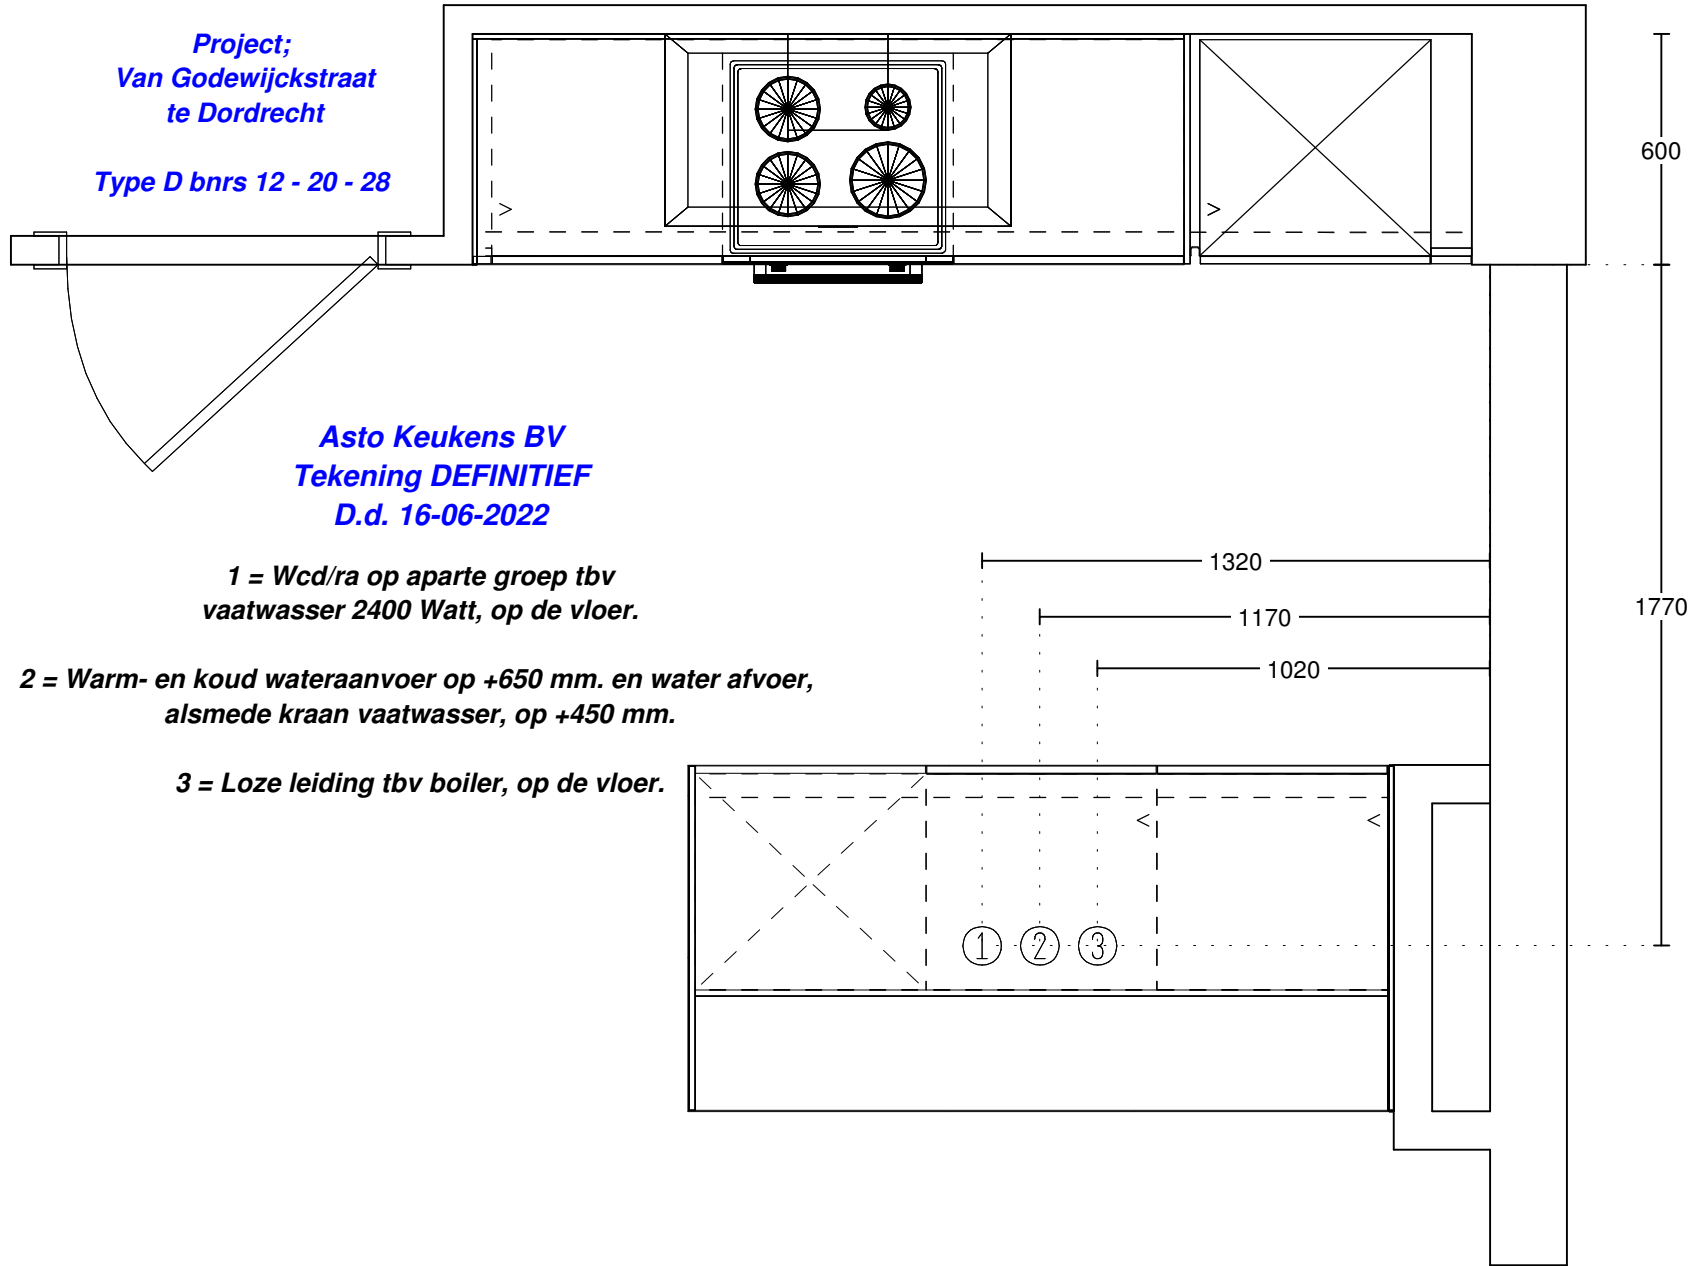 Project;
Van Godewijckstraat
te Dordrecht
Type D bnrs 12 - 20 - 28
600
Asto Keukens BV
Tekening DEFINITIEF
D.d. 16-06-2022
1 = Wcd/ra op aparte groep tbv
vaatwasser 2400 Watt, op de vloer.
2 = Warm- en koud wateraanvoer op +650 mm. en water afvoer,
alsmede kraan vaatwasser, op +450 mm.
3 = Loze leiding tbv boiler, op de vloer.
1320
1170
1020
1770
1 2 3